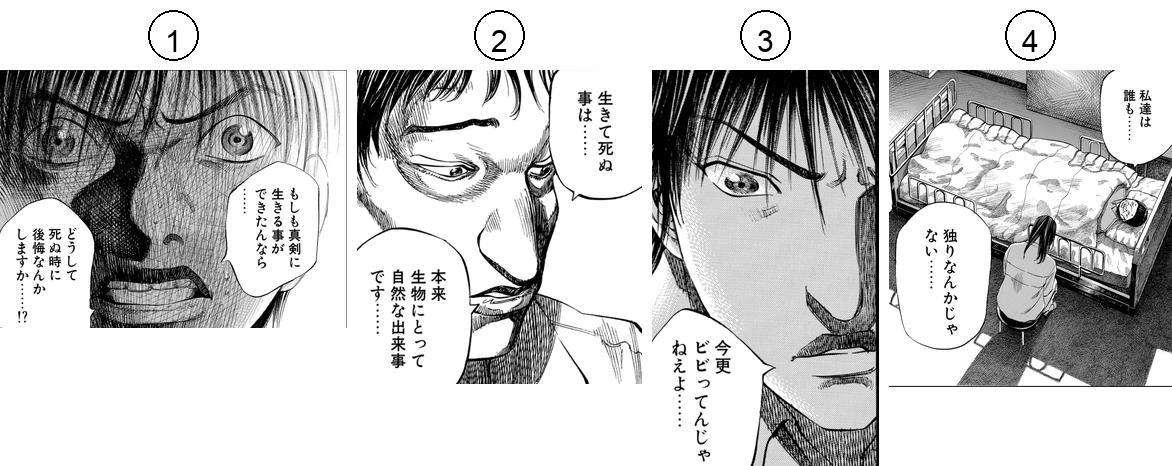 1
2
3
4
もしも真剣に
生きる事が
できたんなら
……
どうして
死ぬ時に
後悔なんか
しますか……!?
生きて死ぬ
事は……
本来
生物にとって
自然な出来事
です……
今更
ビビってんじゃ
ねえよ……
私達は
誰も……
独りなんかじゃ
ない……